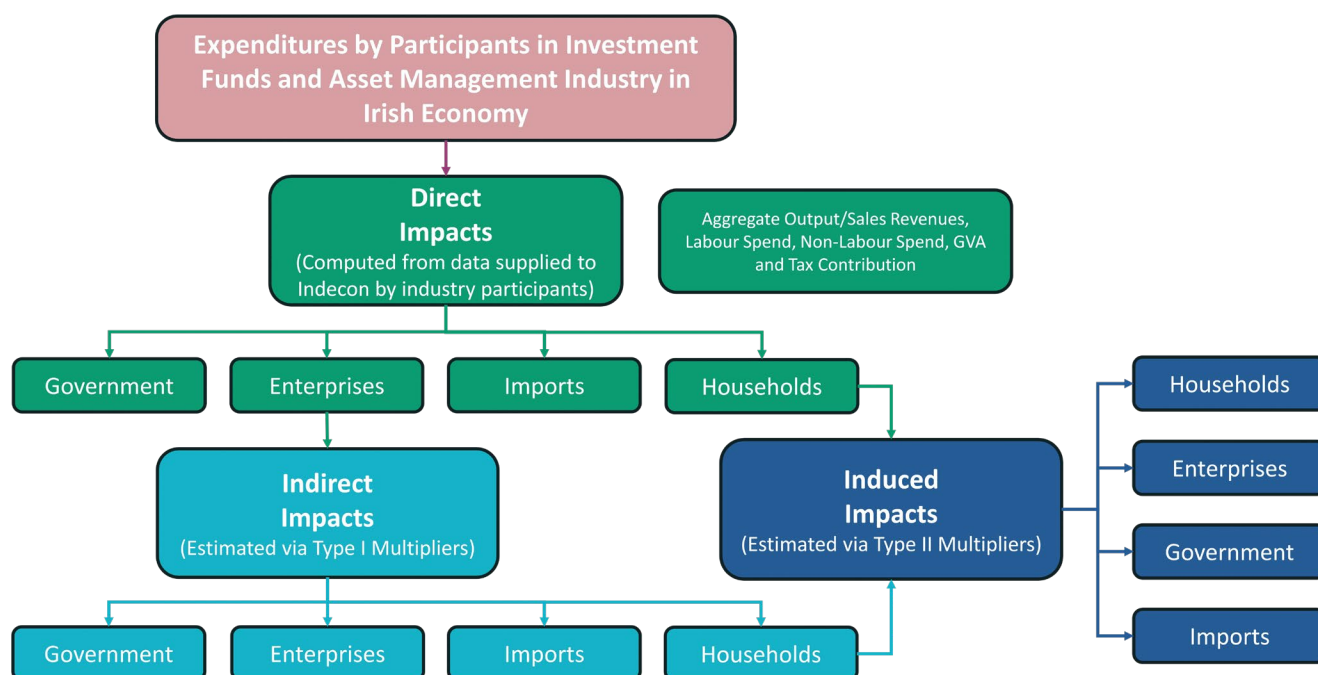 Expenditures by Participants in Investment
Funds and Asset Management Industry in
Irish Economy
Direct
Impacts
(Computed from data supplied to
Indecon by industry participants)
Aggregate Output/Sales Revenues,
Labour Spend, Non-Labour Spend, GVA
and Tax Contribution
Government
Enterprises
Imports
Households
Indirect
Impacts
(Estimated via Type I Multipliers)
Induced
Impacts
(Estimated via Type II Multipliers)
Households
Enterprises
Government
Imports
Government
Enterprises
Imports
Households